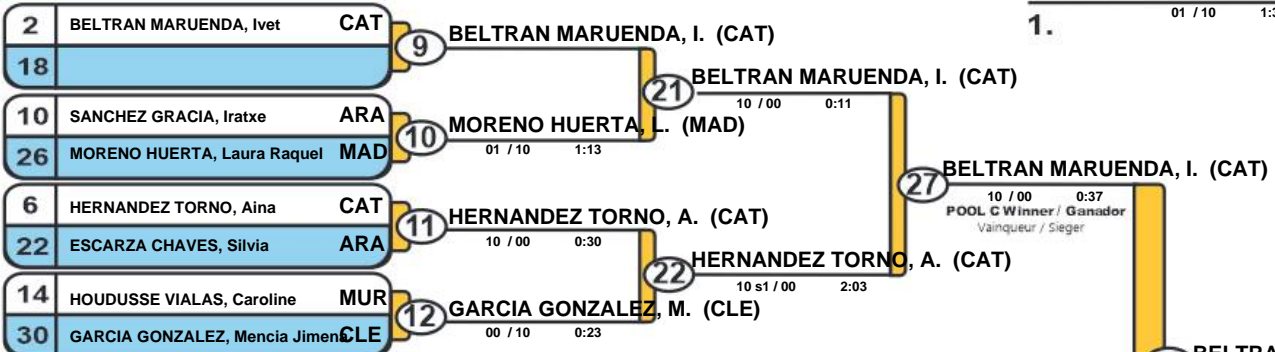 01 / 10
1.
2 BELTRAN MARUENDA, Ivet CAT
18
9 BELTRAN MARUENDA, I. (CAT)
21 BELTRAN MARUENDA, I. (CAT)
10 / 00 0:11
10 SANCHEZ GRACIA, Iratxe ARA
26 MORENO HUERTA, Laura Raquel MAD
10 MORENO HUERTA, L. (MAD)
01 / 10 1:13
27 BELTRAN MARUENDA, I. (CAT)
10 / 00 0:37
POOL C Winner / Ganador
Vainqueur / Sieger
6 HERNANDEZ TORNO, Aina CAT
22 ESCARZA CHAVES, Silvia ARA
11 HERNANDEZ TORNO, A. (CAT)
10 / 00 0:30
22 HERNANDEZ TORNO, A. (CAT)
10 s1 / 00 2:03
14 HOUDUSSE VIALAS, Caroline MUR
30 GARCIA GONZALEZ, Mencia Jimena CLE
12 GARCIA GONZALEZ, M. (CLE)
00 / 10 0:23